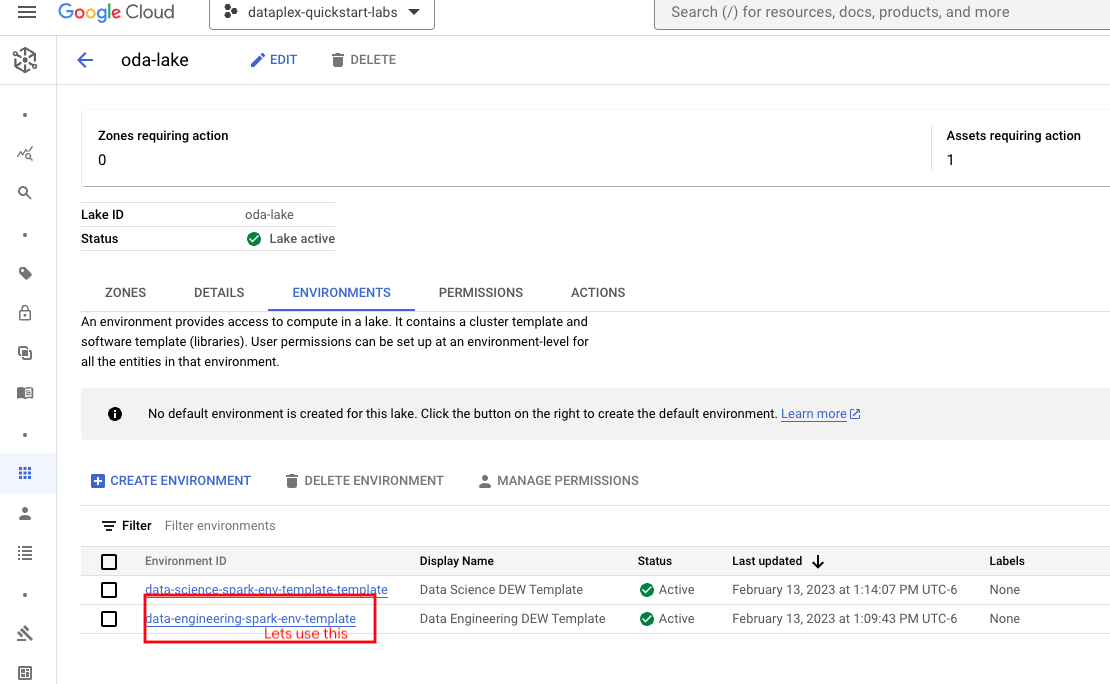 Google Cloud
dataplex-quickstart-labs
Search (/) for resources, docs, products, and more
oda-lake
EDIT
DELETE
Zones requiring action
0
Assets requiring action
1
Lake ID oda-lake
Status Lake active
ZONES DETAILS ENVIRONMENTS PERMISSIONS ACTIONS
An environment provides access to compute in a lake. It contains a cluster template and
software template (libraries). User permissions can be set up at an environment-level for
all the entities in that environment.
No default environment is created for this lake. Click the button on the right to create the default environment. Learn more
CREATE ENVIRONMENT DELETE ENVIRONMENT MANAGE PERMISSIONS
Filter Filter environments
Environment ID Display Name Status Last updated Labels
data-science-spark-env-template-template Data Science DEW Template Active February 13, 2023 at 1:14:07 PM UTC-6 None
data-engineering-spark-env-template Data Engineering DEW Template Active February 13, 2023 at 1:09:43 PM UTC-6 None
Lets use this